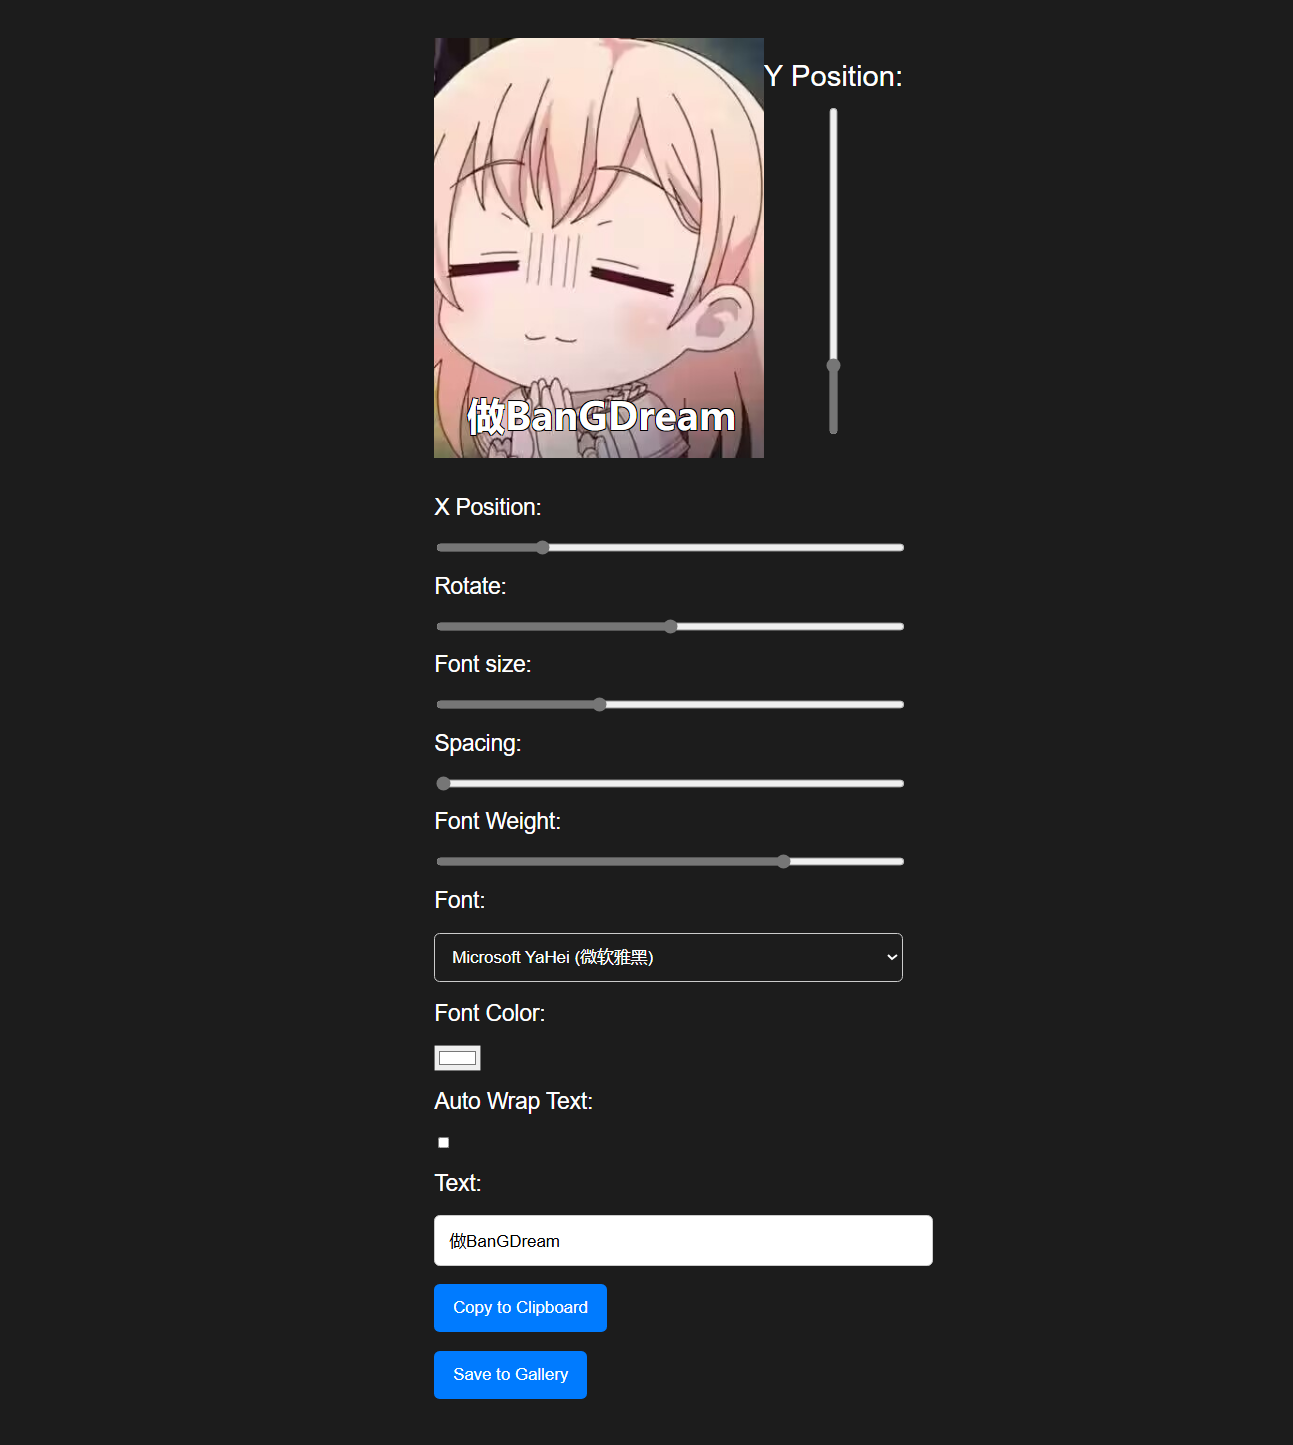 Y Position:
做BanGDream
X Position:
Rotate:
Font size:
Spacing:
Font Weight:
Font:
Microsoft YaHei (微软雅黑)
Font Color:
Auto Wrap Text:
Text:
做BanGDream
Copy to Clipboard
Save to Gallery